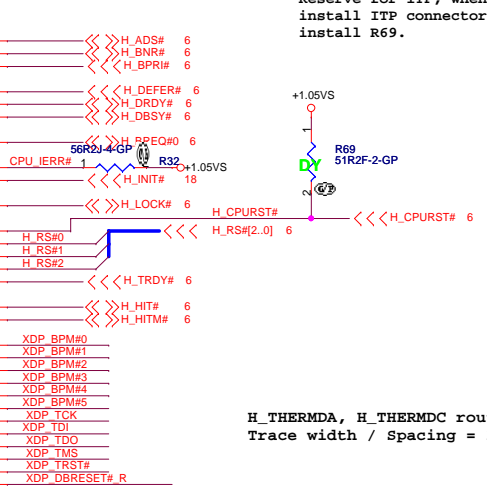 Reserve for ITP, when
install ITP connector
install R69.
H_ADS# 6
H_BNR# 6
H_BPRI# 6
H_DEFER# 6
H_DRDY# 6
H_DBSY# 6
+1.05VS
H_BREQ#0 6
56R2J-4-GP
CPU_IERR# 1
R32
+1.05VS
1
R69
51R2F-2-GP
DY
2
H_INIT# 18
H_LOCK# 6
H_CPURST#
H_CPURST# 6
H_RS#[2..0] 6
H_RS#0
H_RS#1
H_RS#2
H_TRDY# 6
H_HIT# 6
H_HITM# 6
XDP_BPM#0
XDP_BPM#1
XDP_BPM#2
XDP_BPM#3
XDP_BPM#4
XDP_BPM#5
XDP_TCK
XDP_TDI
XDP_TDO
XDP_TMS
XDP_TRST#
XDP_DBRESET#_R
H_THERMDA, H_THERMDC rou
Trace width / Spacing =